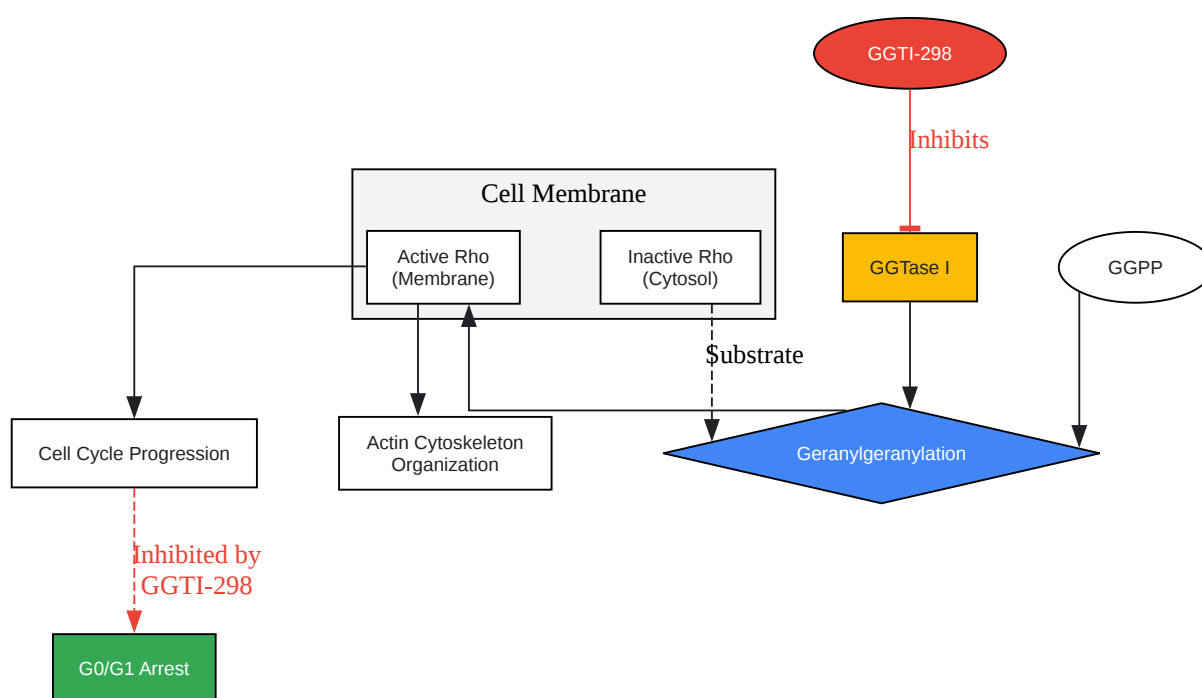 GGTI-298
Inhibits
Cell Membrane
Active Rho
(Membrane)
Inactive Rho
(Cytosol)
GGTase I
GGPP
Substrate
Cell Cycle Progression
Actin Cytoskeleton
Organization
Geranylgeranylation
Inhibited by
GGTI-298
G0/G1 Arrest